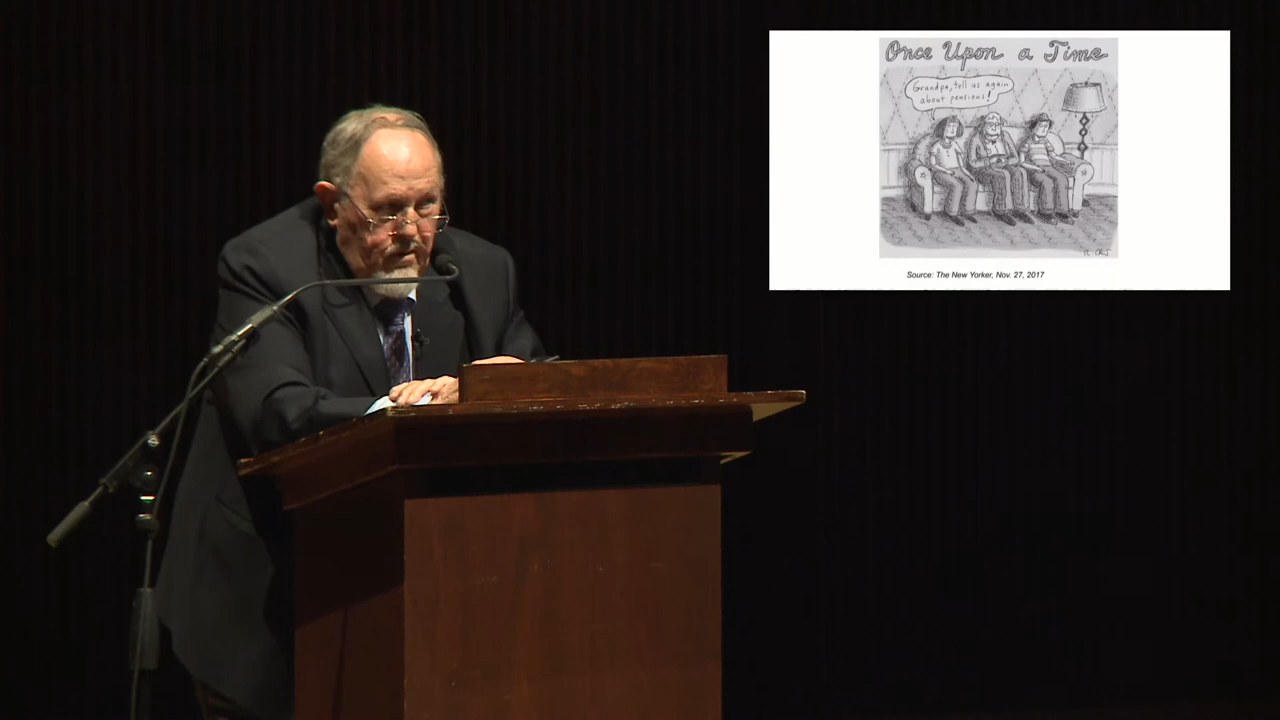 Once Upon a Time
Grandpa, tell us again
about pensions!
Source: The New Yorker, Nov. 27, 2017